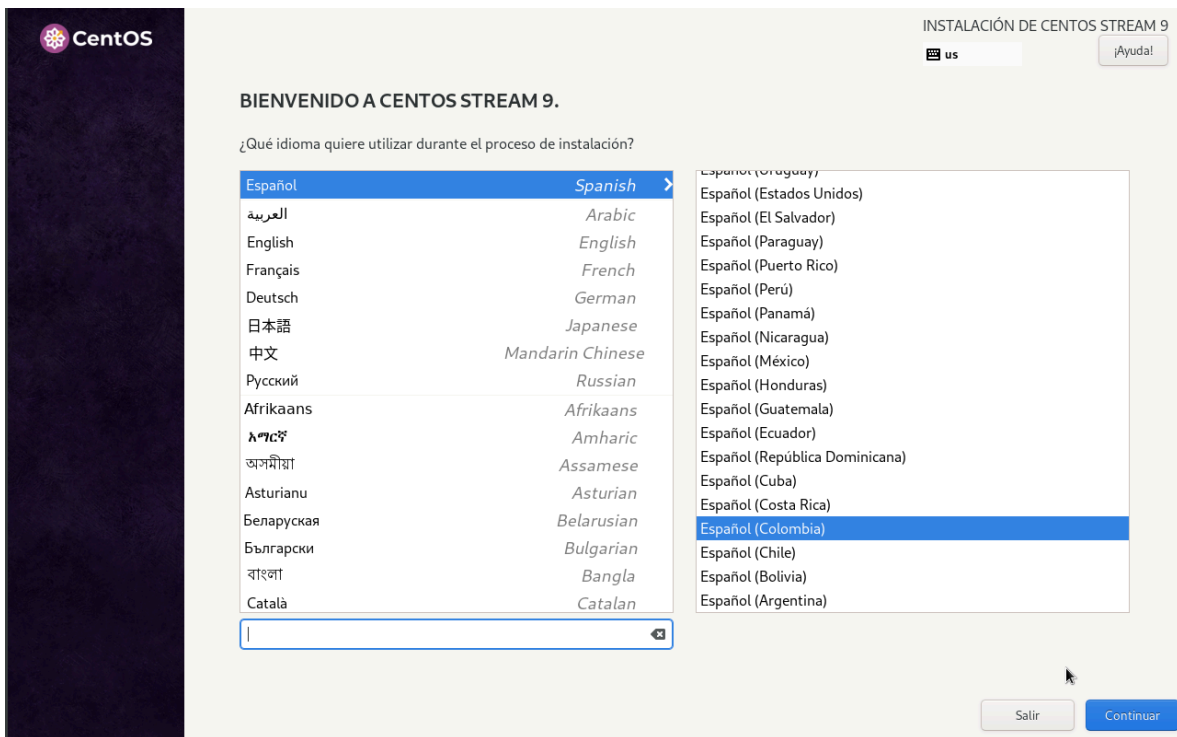 CentOS
INSTALACIÓN DE CENTOS STREAM 9
us
¡Ayuda!
BIENVENIDO A CENTOS STREAM 9.
¿Qué idioma quiere utilizar durante el proceso de instalación?
Español Spanish
العربية Arabic
English English
Français French
Deutsch German
日本語 Japanese
中文 Mandarin Chinese
Русский Russian
Afrikaans Afrikaans
አማርኛ Amharic
অসমীয়া Assamese
Asturianu Asturian
Беларуская Belarusian
Български Bulgarian
বাংলা Bangla
Català Catalan
Español (Uruguay)
Español (Estados Unidos)
Español (El Salvador)
Español (Paraguay)
Español (Puerto Rico)
Español (Perú)
Español (Panamá)
Español (Nicaragua)
Español (México)
Español (Honduras)
Español (Guatemala)
Español (Ecuador)
Español (República Dominicana)
Español (Cuba)
Español (Costa Rica)
Español (Colombia)
Español (Chile)
Español (Bolivia)
Español (Argentina)
Salir
Continuar